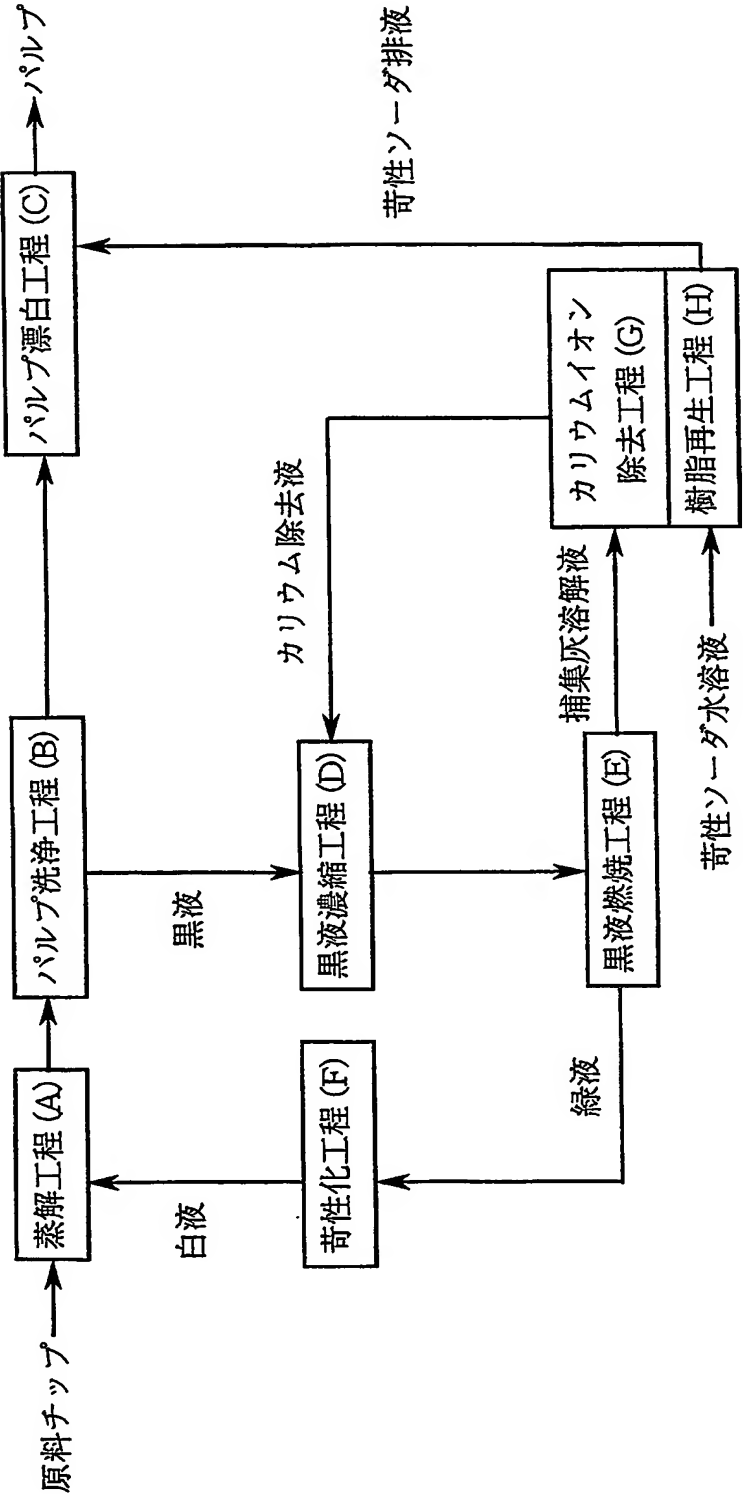 原料チップ
蒸解工程(A)
パルプ洗浄工程(B)
パルプ漂白工程(C)
パルプ
白液
黒液
カリウム除去液
苛性ソーダ排液
苛性化工程(F)
黒液濃縮工程(D)
カリウムイオン
除去工程(G)
樹脂再生工程(H)
緑液
黒液燃焼工程(E)
捕集灰溶解液
苛性ソーダ水溶液